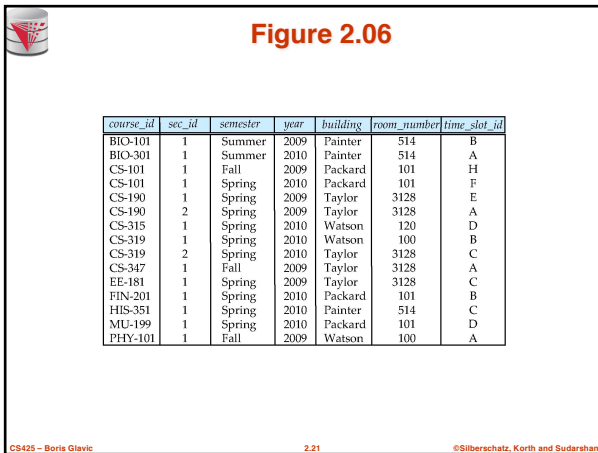 Figure 2.06
course_id sec_id semester year building room_number time_slot_id
BIO-101 1 Summer 2009 Painter 514 B
BIO-301 1 Summer 2010 Painter 514 A
CS-101 1 Fall 2009 Packard 101 H
CS-101 1 Spring 2010 Packard 101 F
CS-190 1 Spring 2009 Taylor 3128 E
CS-190 2 Spring 2009 Taylor 3128 A
CS-315 1 Spring 2010 Watson 120 D
CS-319 1 Spring 2010 Watson 100 B
CS-319 2 Spring 2010 Taylor 3128 C
CS-347 1 Fall 2009 Taylor 3128 A
EE-181 1 Spring 2009 Taylor 3128 C
FIN-201 1 Spring 2010 Packard 101 B
HIS-351 1 Spring 2010 Painter 514 C
MU-199 1 Spring 2010 Packard 101 D
PHY-101 1 Fall 2009 Watson 100 A
CS425 – Boris Glavic 2.21 ©Silberschatz, Korth and Sudarshan